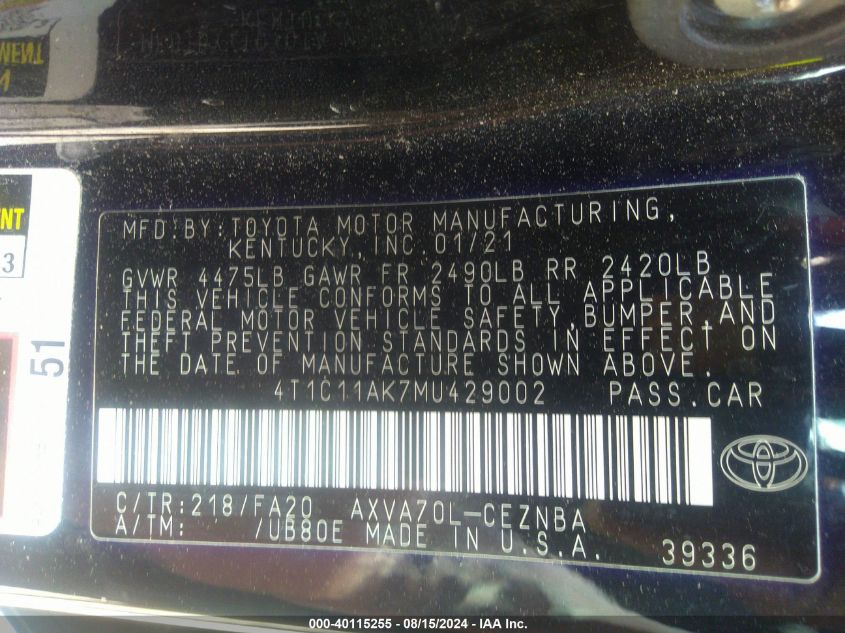 NT
3
51
MFD.BY:TOYOTA MOTOR MANUFACTURING,
KENTUCKY,INC.01/21
GVWR 4475LB GAWR FR 2490LB RR 2420LB
THIS VEHICLE CONFORMS TO ALL APPLICABLE
FEDERAL MOTOR VEHICLE SAFETY,BUMPER,AND
THEFT PREVENTION STANDARDS IN EFFECT ON
THE DATE OF MANUFACTURE SHOWN ABOVE.
4T1C11AK7MU429002 PASS.CAR
C/TR:218/FA20 AXVA70L-CEZNBA
A/TM: /UB80E MADE IN U.S.A.
39336
000-40115255 - 08/15/2024 - IAA Inc.